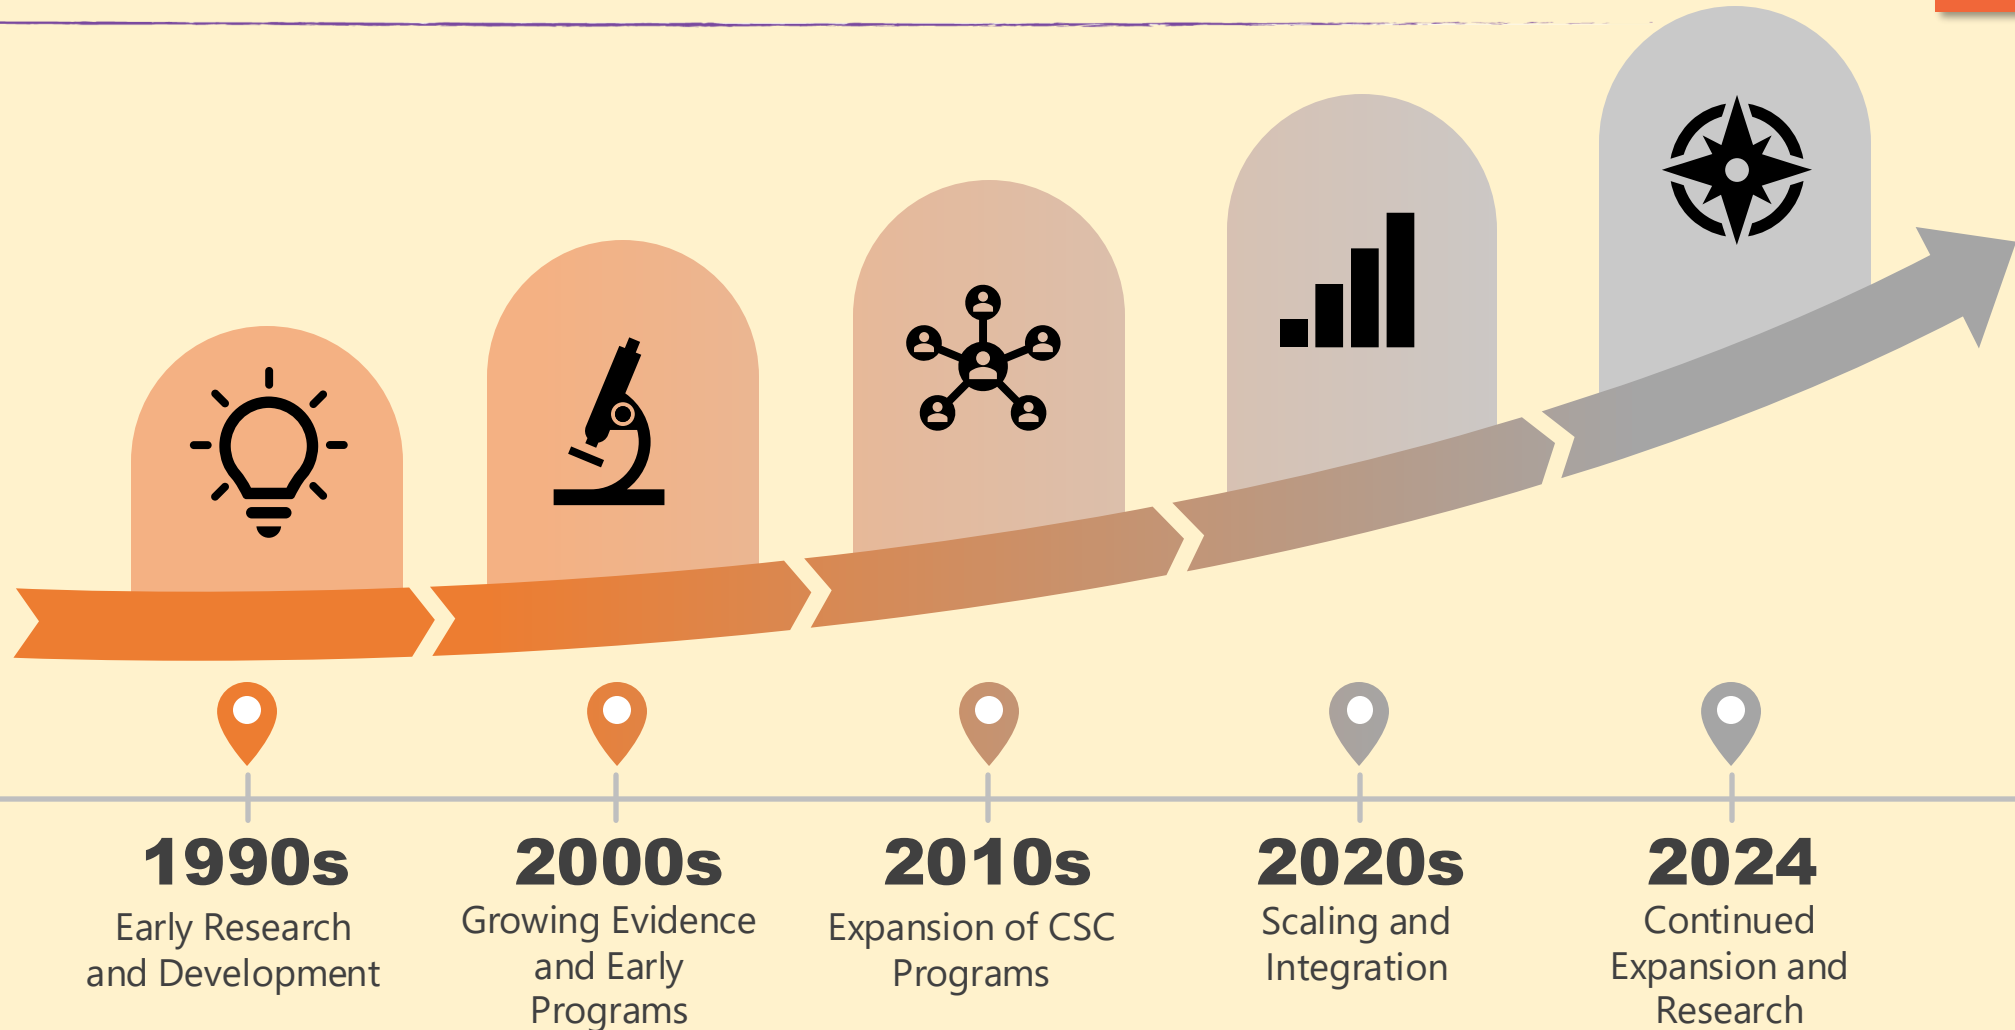 1990s
Early Research
and Development
2000s
Growing Evidence
and Early
Programs
2010s
Expansion of CSC
Programs
2020s
Scaling and
Integration
2024
Continued
Expansion and
Research